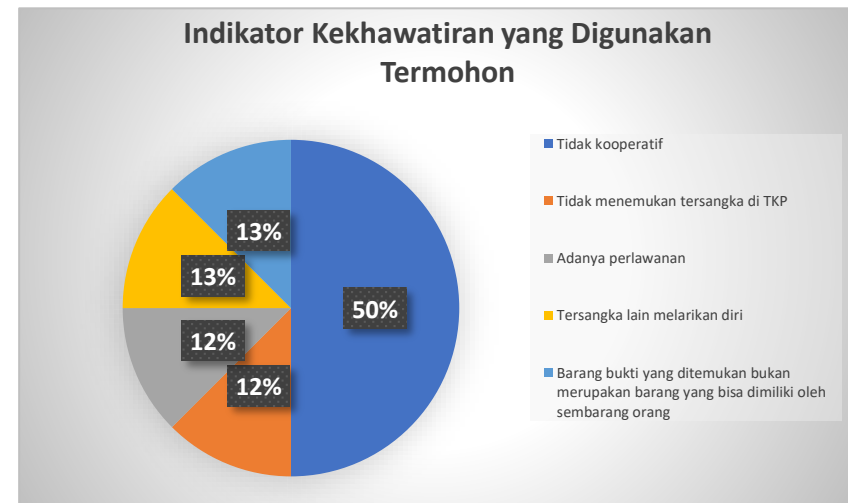 Indikator Kekhawatiran yang Digunakan
Termohon
13%
13%
50%
12%
12%
Tidak kooperatif
Tidak menemukan tersangka di TKP
Adanya perlawanan
Tersangka lain melarikan diri
Barang bukti yang ditemukan bukan
merupakan barang yang bisa dimiliki oleh
sembarang orang